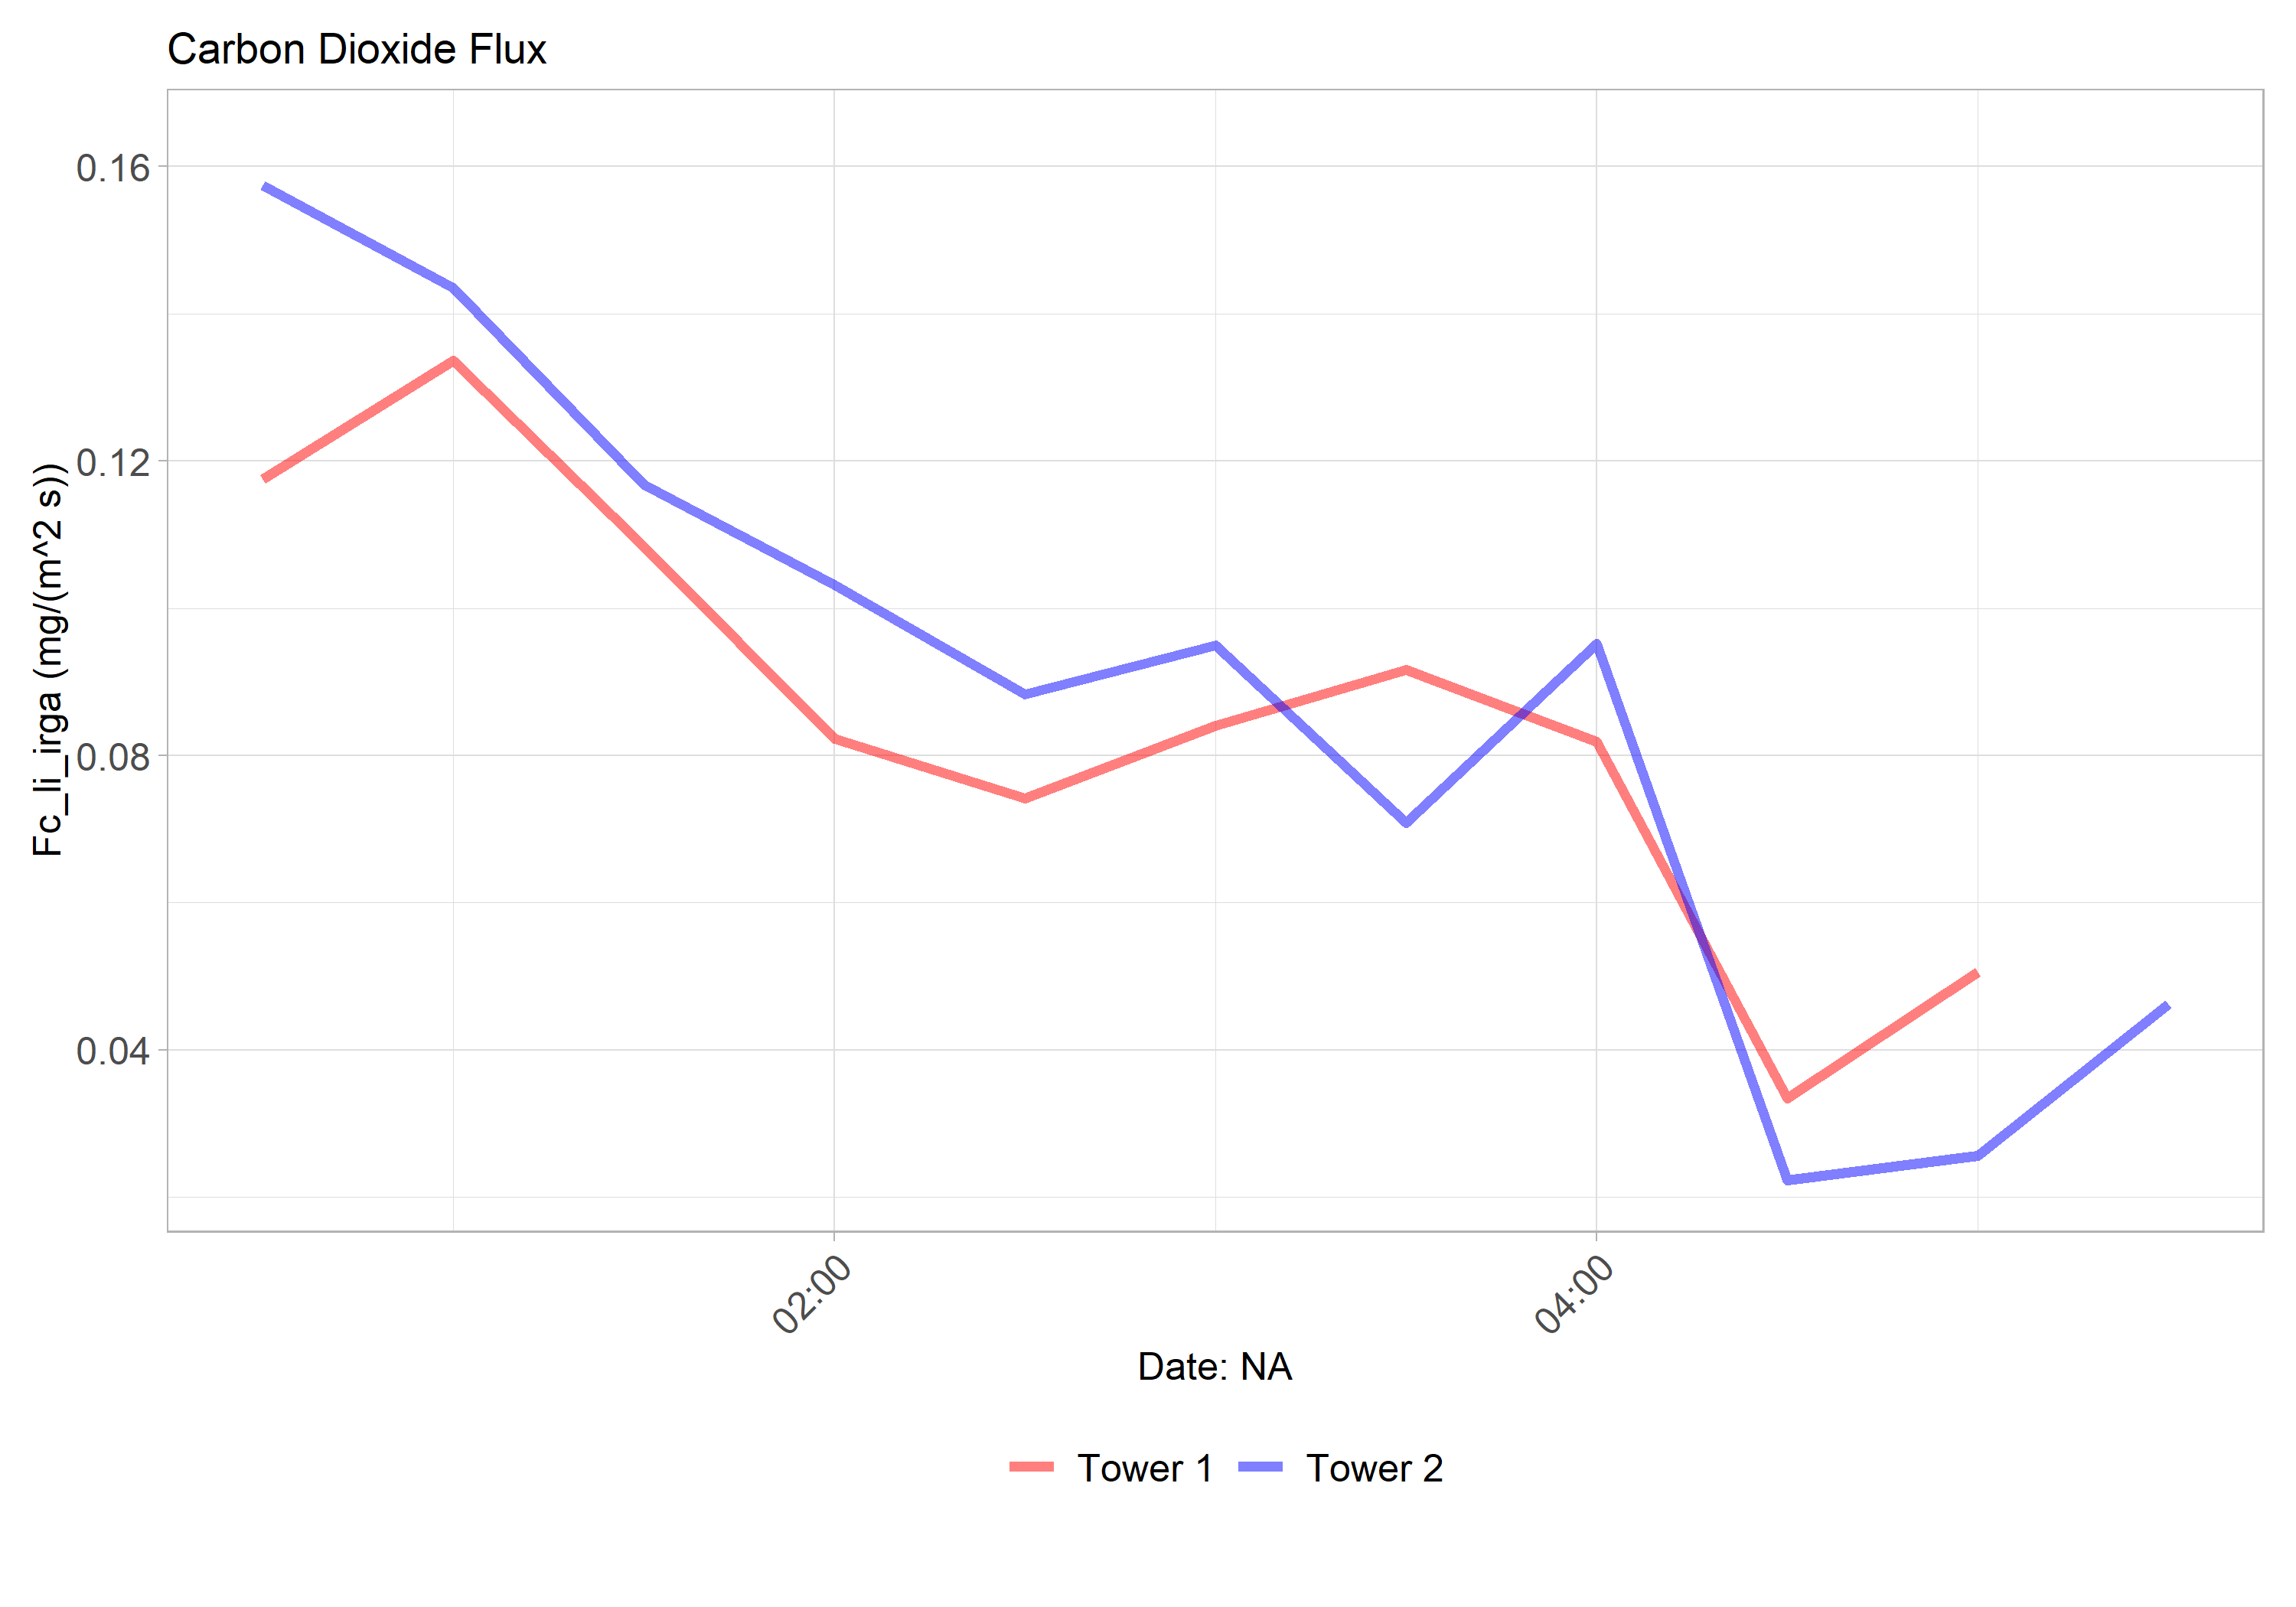 Carbon Dioxide Flux
Fc_li_irga (mg/(m^2 s))
0.16
0.12
0.08
0.04
02:00
04:00
Date: NA
Tower 1
Tower 2